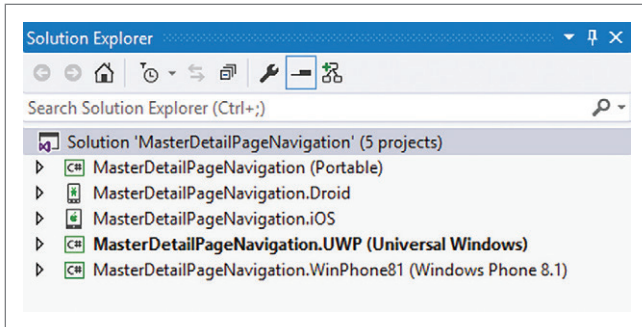 Solution Explorer
Search Solution Explorer (Ctrl+;)
Solution 'MasterDetailPageNavigation' (5 projects)
C# MasterDetailPageNavigation (Portable)
MasterDetailPageNavigation.Droid
MasterDetailPageNavigation.iOS
C# MasterDetailPageNavigation.UWP (Universal Windows)
C# MasterDetailPageNavigation.WinPhone81 (Windows Phone 8.1)